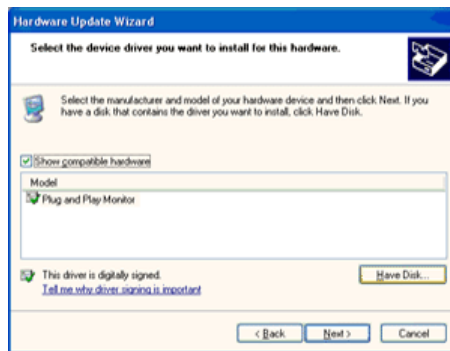 Hardware Update Wizard
Select the device driver you want to install for this hardware.
Select the manufacturer and model of your hardware device and then click Next. If you
have a disk that contains the driver you want to install, click Have Disk.
Show compatible hardware
Model
Plug and Play Monitor
This driver is digitally signed.
Have Disk...
Tell me why driver signing is important
< Back
Next >
Cancel